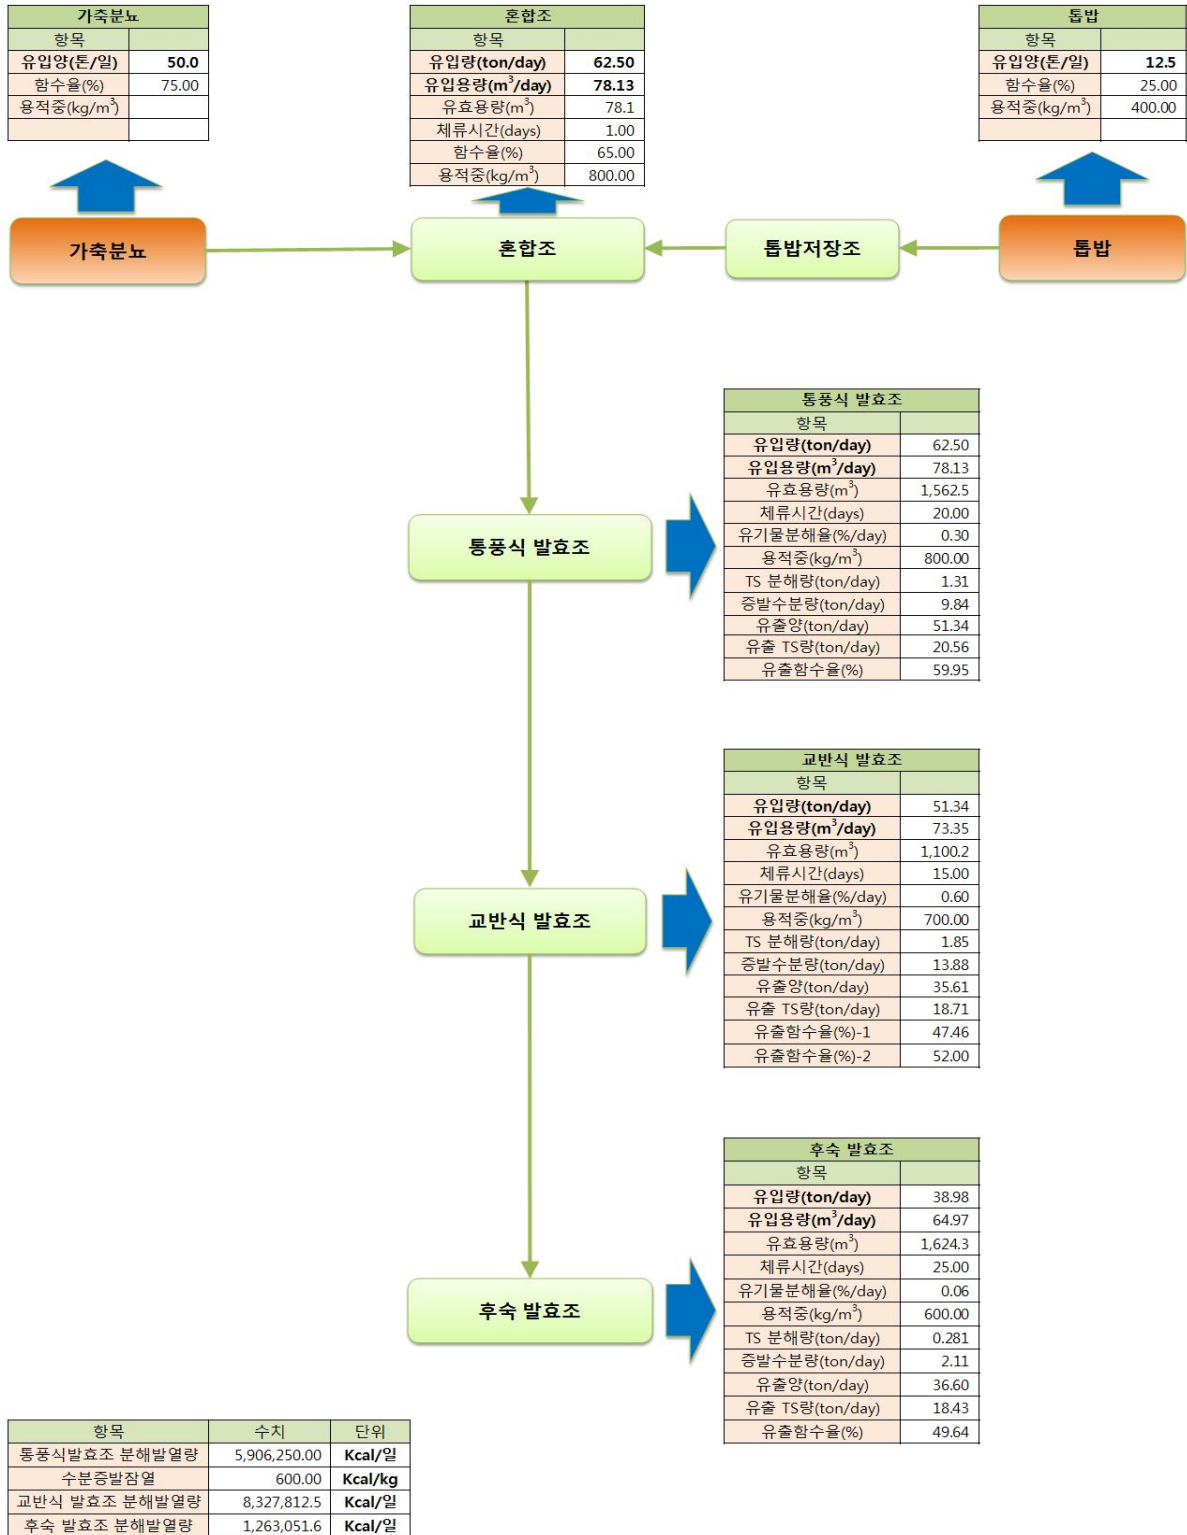 가축분뇨
항목
유입양(톤/일) 50.0
함수율(%) 75.00
용적중(kg/m³)
혼합조
항목
유입량(ton/day) 62.50
유입용량(m³/day) 78.13
유효용량(m³) 78.1
체류시간(days) 1.00
함수율(%) 65.00
용적중(kg/m³) 800.00
톱밥
항목
유입양(톤/일) 12.5
함수율(%) 25.00
용적중(kg/m³) 400.00
가축분뇨
혼합조
톱밥저장조
톱밥
통풍식 발효조
항목
유입량(ton/day) 62.50
유입용량(m³/day) 78.13
유효용량(m³) 1,562.5
체류시간(days) 20.00
유기물분해율(%/day) 0.30
용적중(kg/m³) 800.00
TS 분해량(ton/day) 1.31
증발수분량(ton/day) 9.84
유출양(ton/day) 51.34
유출 TS량(ton/day) 20.56
유출함수율(%) 59.95
통풍식 발효조
교반식 발효조
항목
유입량(ton/day) 51.34
유입용량(m³/day) 73.35
유효용량(m³) 1,100.2
체류시간(days) 15.00
유기물분해율(%/day) 0.60
용적중(kg/m³) 700.00
TS 분해량(ton/day) 1.85
증발수분량(ton/day) 13.88
유출양(ton/day) 35.61
유출 TS량(ton/day) 18.71
유출함수율(%)-1 47.46
유출함수율(%)-2 52.00
교반식 발효조
후숙 발효조
항목
유입량(ton/day) 38.98
유입용량(m³/day) 64.97
유효용량(m³) 1,624.3
체류시간(days) 25.00
유기물분해율(%/day) 0.06
용적중(kg/m³) 600.00
TS 분해량(ton/day) 0.281
증발수분량(ton/day) 2.11
유출양(ton/day) 36.60
유출 TS량(ton/day) 18.43
유출함수율(%) 49.64
후숙 발효조
항목 수치 단위
통풍식발효조 분해발열량 5,906,250.00 Kcal/일
수분증발잠열 600.00 Kcal/kg
교반식 발효조 분해발열량 8,327,812.5 Kcal/일
후숙 발효조 분해발열량 1,263,051.6 Kcal/일